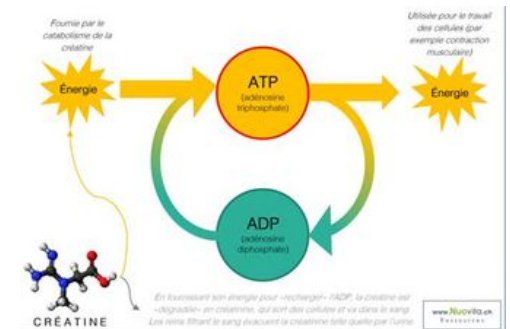 Fournie par le
catabolisme de la
créatine
Utilisée pour le travail
des cellules (par
exemple contraction
musculaire)
Énergie
ATP
(adénosine
triphosphate)
Énergie
ADP
(adénosine
diphosphate)
CRÉATINE
En fournissant son énergie pour «recharger» l'ADP, la créatine est
«dégradée» en créatinine, qui sort des cellules et va dans le sang
Les reins filtrant le sang évacuent la créatinine telle quelle par l'urine
www.Nuovita.ch
Ressources